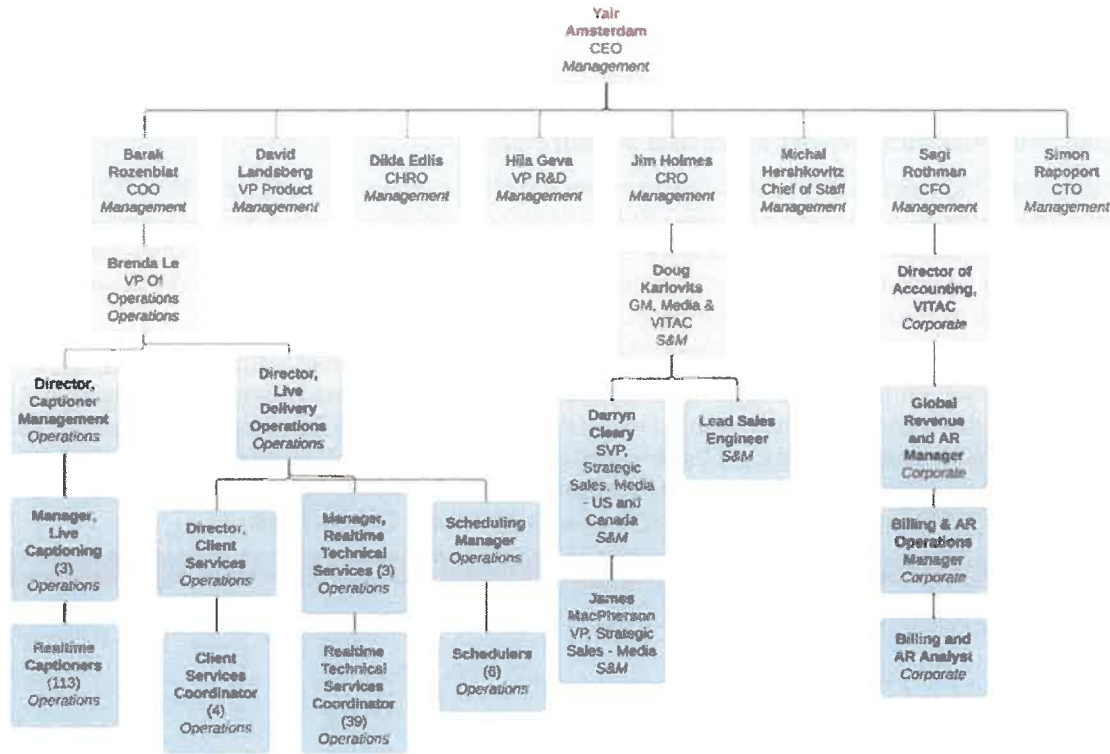 Yair
Amsterdam
CEO
Management
Barak
Rozenblat
COO
Management
David
Landsberg
VP Product
Management
Dikla Edlis
CHRO
Management
Hila Geva
VP R&D
Management
Jim Holmes
CRO
Management
Michal
Hershkovitz
Chief of Staff
Management
Sagi
Rothman
CFO
Management
Simon
Rapoport
CTO
Management
Brenda Le
VP Of
Operations
Operations
Doug
Karlovits
GM, Media &
VITAC
S&M
Director of
Accounting,
VITAC
Corporate
Director,
Captioner
Management
Operations
Director,
Live
Delivery
Operations
Operations
Darryn
Cleary
SVP,
Strategic
Sales, Media
- US and
Canada
S&M
Lead Sales
Engineer
S&M
Global
Revenue
and AR
Manager
Corporate
Manager,
Live
Captioning
(3)
Operations
Director,
Client
Services
Operations
Manager,
Realtime
Technical
Services (3)
Operations
Scheduling
Manager
Operations
Billing & AR
Operations
Manager
Corporate
Realtime
Captioners
(113)
Operations
Client
Services
Coordinator
(4)
Operations
Realtime
Technical
Services
Coordinator
(39)
Operations
Schedulers
(6)
Operations
James
MacPherson
VP, Strategic
Sales - Media
S&M
Billing and
AR Analyst
Corporate